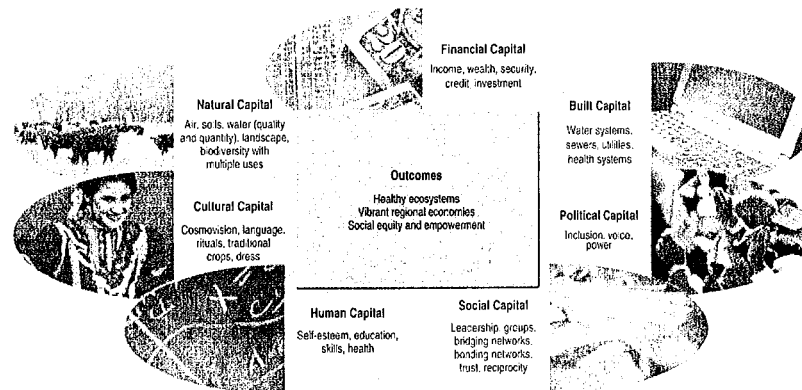 Financial Capital
Income, wealth, security,
credit, investment
Natural Capital
Air, soils, water (quality
and quantity), landscape,
biodiversity with
multiple uses
Built Capital
Water systems,
sewers, utilities,
health systems
Outcomes
Healthy ecosystems
Vibrant regional economies
Social equity and empowerment
Cultural Capital
Cosmovision, language,
rituals, traditional
crops, dress
Political Capital
Inclusion, voice,
power
Human Capital
Self-esteem, education,
skills, health
Social Capital
Leadership, groups,
bridging networks,
bonding networks,
trust, reciprocity